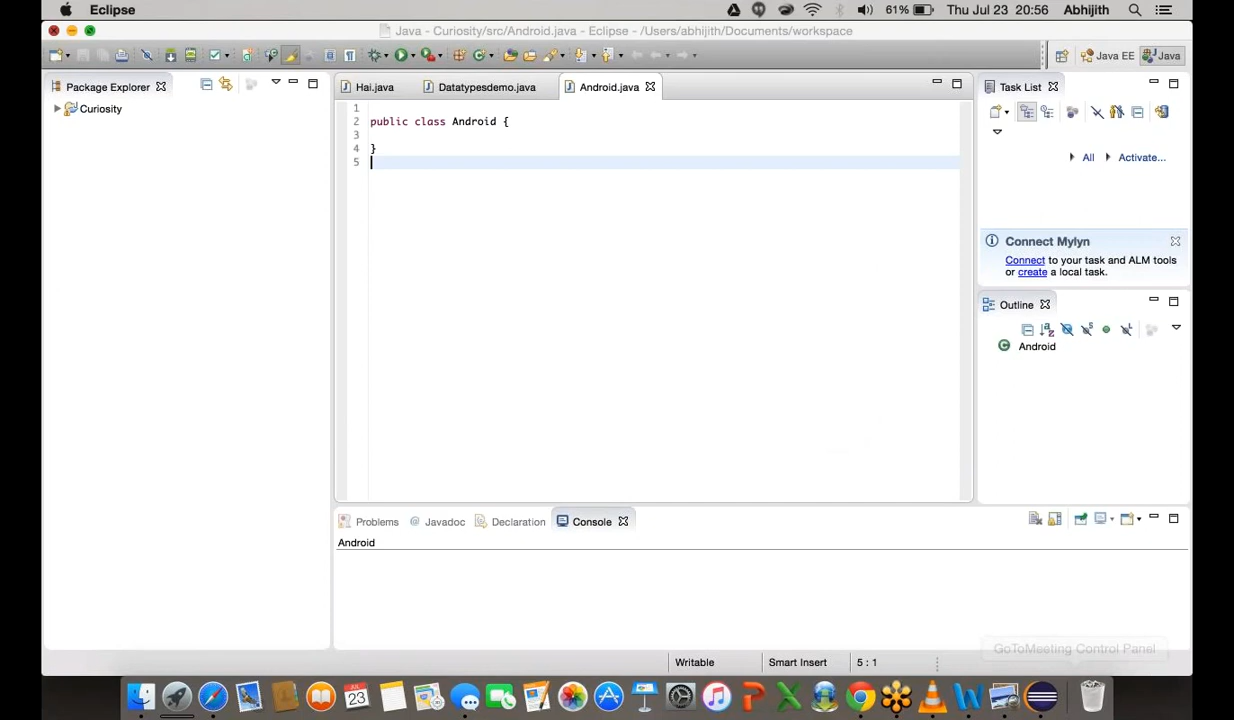 Eclipse
61% Thu Jul 23 20:56 Abhijith
Java - Curiosity/src/Android.java - Eclipse - /Users/abhijith/Documents/workspace
Java EE Java
Package Explorer
Curiosity
Hai.java Datatypesdemo.java Android.java
1
2 public class Android {
3
4 }
5
Task List
All Activate...
Connect Mylyn
Connect to your task and ALM tools
or create a local task.
Outline
Android
Problems @ Javadoc Declaration Console
Android
GoToMeeting Control Panel
Writable Smart Insert 5 : 1
JUL
23